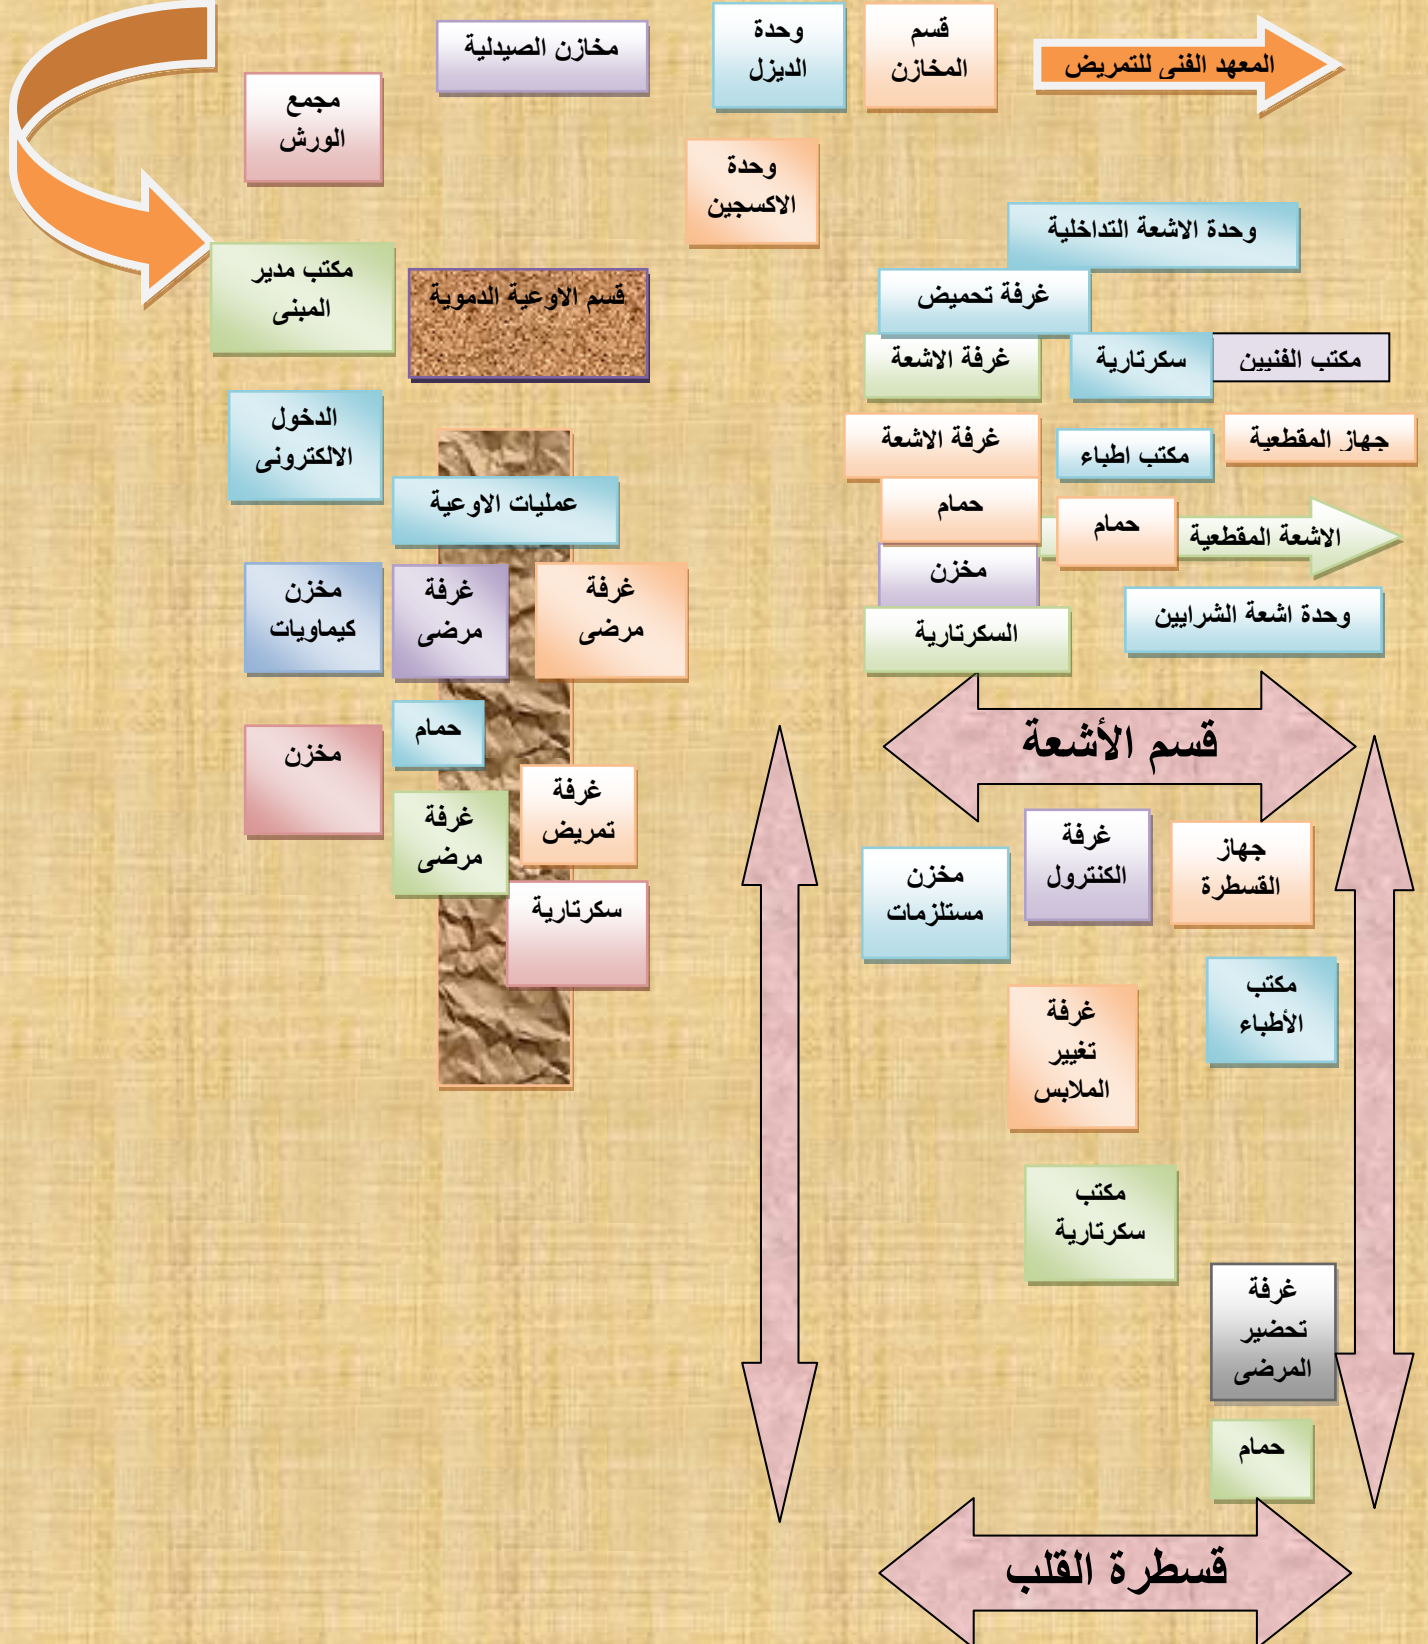 المعهد الفنى للتمريض
قسم
المخازن
وحدة
الديزل
مخازن الصيدلية
مجمع
الورش
وحدة
الاكسجين
وحدة الاشعة التداخلية
مكتب مدير
المبنى
قسم الاوعية الدموية
غرفة تحميض
مكتب الفنيين
سكرتارية
غرفة الاشعة
الدخول
الالكترونى
جهاز المقطعية
مكتب اطباء
غرفة الاشعة
عمليات الاوعية
حمام
حمام
الاشعة المقطعية
مخزن
غرفة
مرضى
غرفة
مرضى
مخزن
كيماويات
وحدة اشعة الشرايين
السكرتارية
قسم الأشعة
حمام
مخزن
غرفة
تمريض
غرفة
مرضى
سكرتارية
جهاز
القسطرة
غرفة
الكنترول
مخزن
مستلزمات
مكتب
الأطباء
غرفة
تغيير
الملابس
مكتب
سكرتارية
غرفة
تحضير
المرضى
حمام
قسطرة القلب